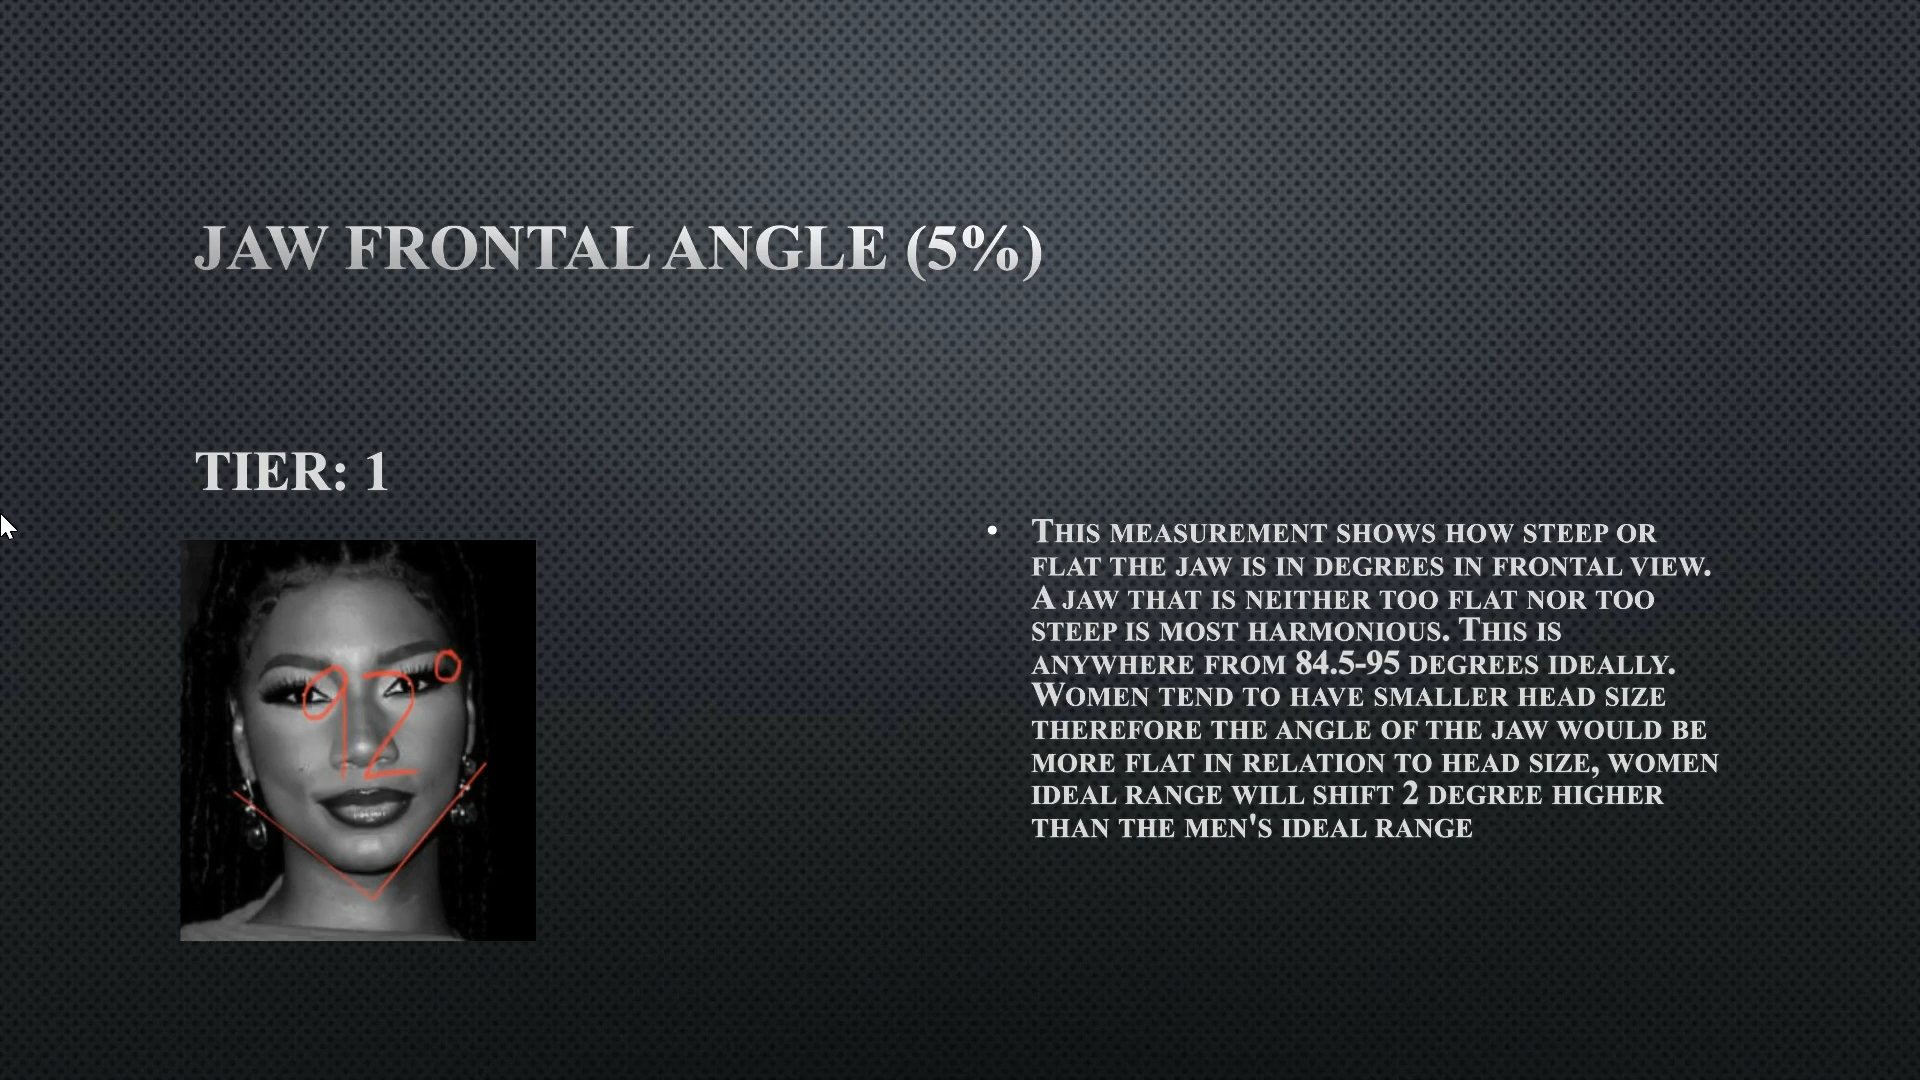 JAW FRONTAL ANGLE (5%)
TIER: 1
92°
• THIS MEASUREMENT SHOWS HOW STEEP OR
FLAT THE JAW IS IN DEGREES IN FRONTAL VIEW.
A JAW THAT IS NEITHER TOO FLAT NOR TOO
STEEP IS MOST HARMONIOUS. THIS IS
ANYWHERE FROM 84.5-95 DEGREES IDEALLY.
WOMEN TEND TO HAVE SMALLER HEAD SIZE
THEREFORE THE ANGLE OF THE JAW WOULD BE
MORE FLAT IN RELATION TO HEAD SIZE, WOMEN
IDEAL RANGE WILL SHIFT 2 DEGREE HIGHER
THAN THE MEN'S IDEAL RANGE